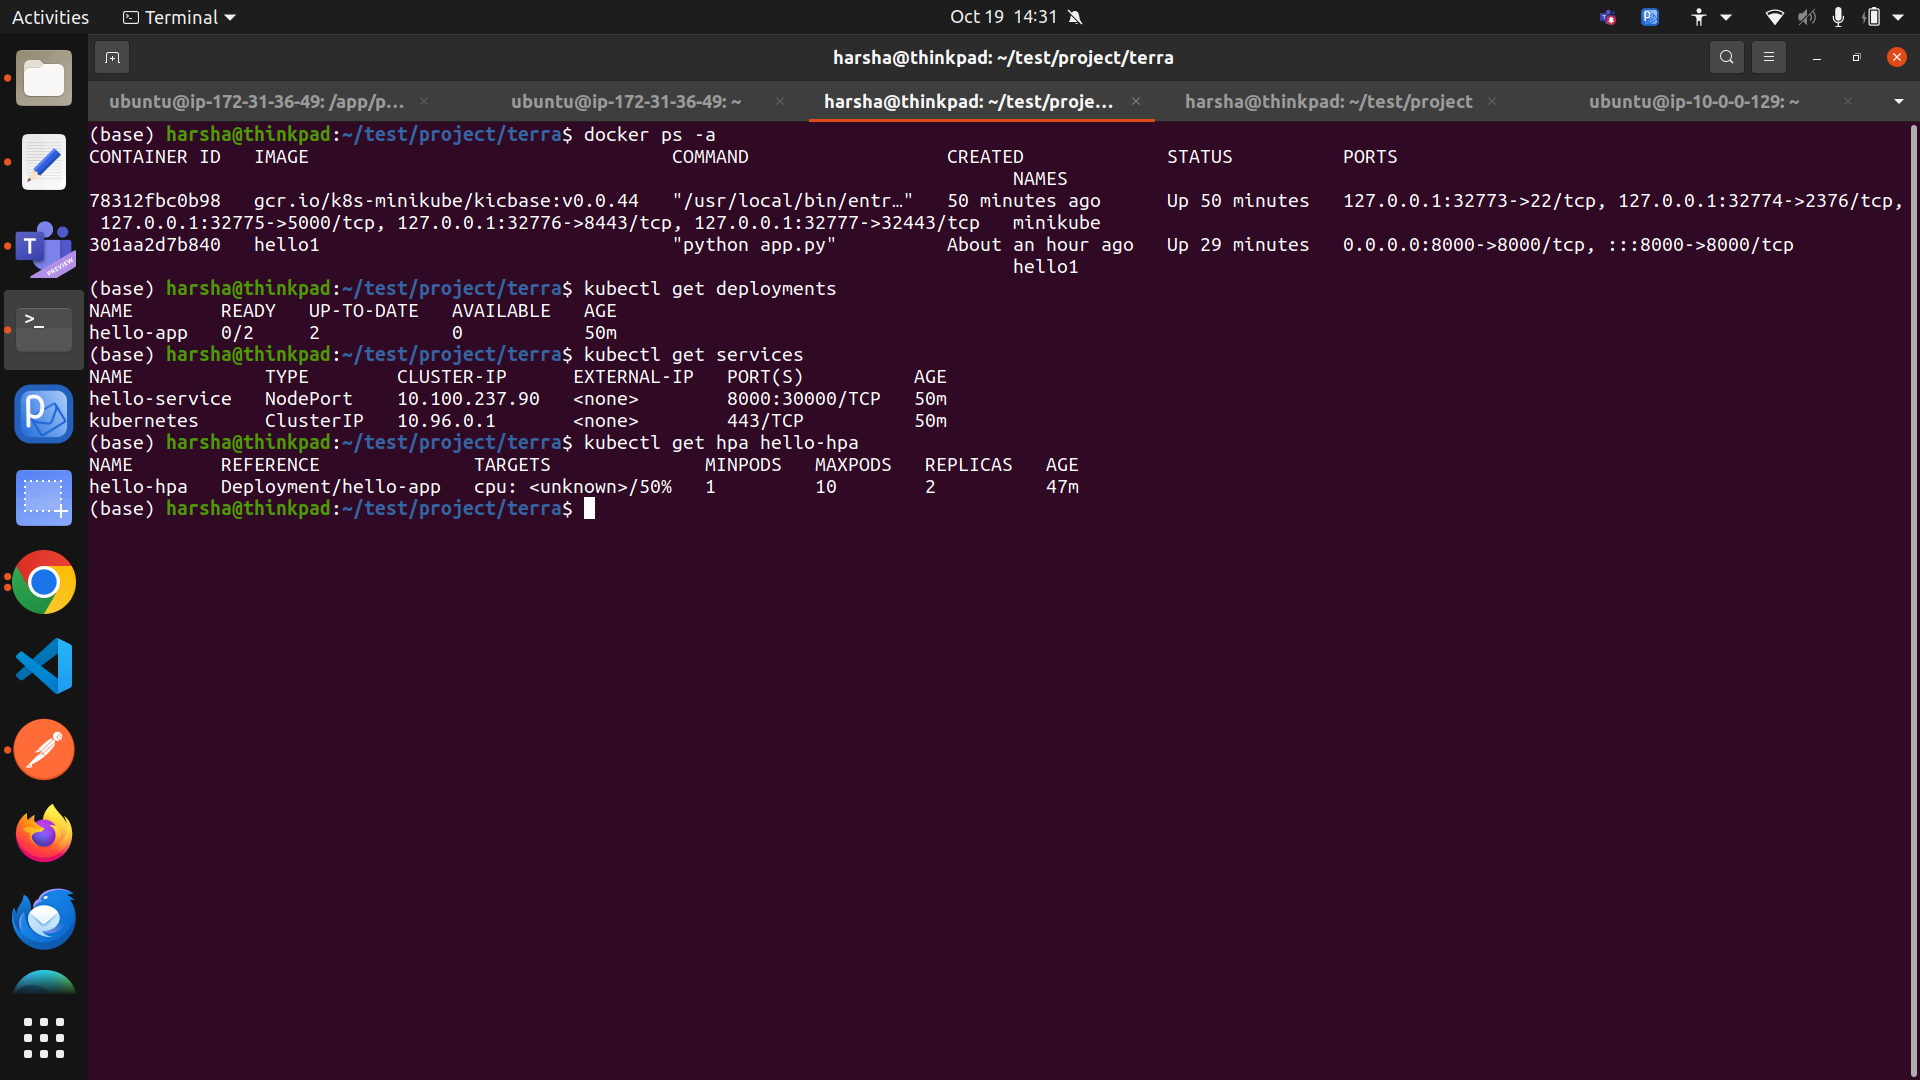 Activities Terminal Oct 19 14:31
harsha@thinkpad: ~/test/project/terra
ubuntu@ip-172-31-36-49: /app/p... ubuntu@ip-172-31-36-49: ~ harsha@thinkpad: ~/test/proje... harsha@thinkpad: ~/test/project ubuntu@ip-10-0-0-129: ~
(base) harsha@thinkpad:~/test/project/terra$ docker ps -a
CONTAINER ID   IMAGE                                 COMMAND                  CREATED             STATUS          PORTS
NAMES
78312fbc0b98   gcr.io/k8s-minikube/kicbase:v0.0.44   "/usr/local/bin/entr…"   50 minutes ago      Up 50 minutes   127.0.0.1:32773->22/tcp, 127.0.0.1:32774->2376/tcp,
127.0.0.1:32775->5000/tcp, 127.0.0.1:32776->8443/tcp, 127.0.0.1:32777->32443/tcp   minikube
301aa2d7b840   hello1                                "python app.py"          About an hour ago   Up 29 minutes   0.0.0.0:8000->8000/tcp, :::8000->8000/tcp
hello1
(base) harsha@thinkpad:~/test/project/terra$ kubectl get deployments
NAME        READY   UP-TO-DATE   AVAILABLE   AGE
hello-app   0/2     2            0           50m
(base) harsha@thinkpad:~/test/project/terra$ kubectl get services
NAME            TYPE        CLUSTER-IP      EXTERNAL-IP   PORT(S)          AGE
hello-service   NodePort    10.100.237.90   <none>        8000:30000/TCP   50m
kubernetes      ClusterIP   10.96.0.1       <none>        443/TCP          50m
(base) harsha@thinkpad:~/test/project/terra$ kubectl get hpa hello-hpa
NAME        REFERENCE              TARGETS              MINPODS   MAXPODS   REPLICAS   AGE
hello-hpa   Deployment/hello-app   cpu: <unknown>/50%   1         10        2          47m
(base) harsha@thinkpad:~/test/project/terra$
T
PREVIEW
>_